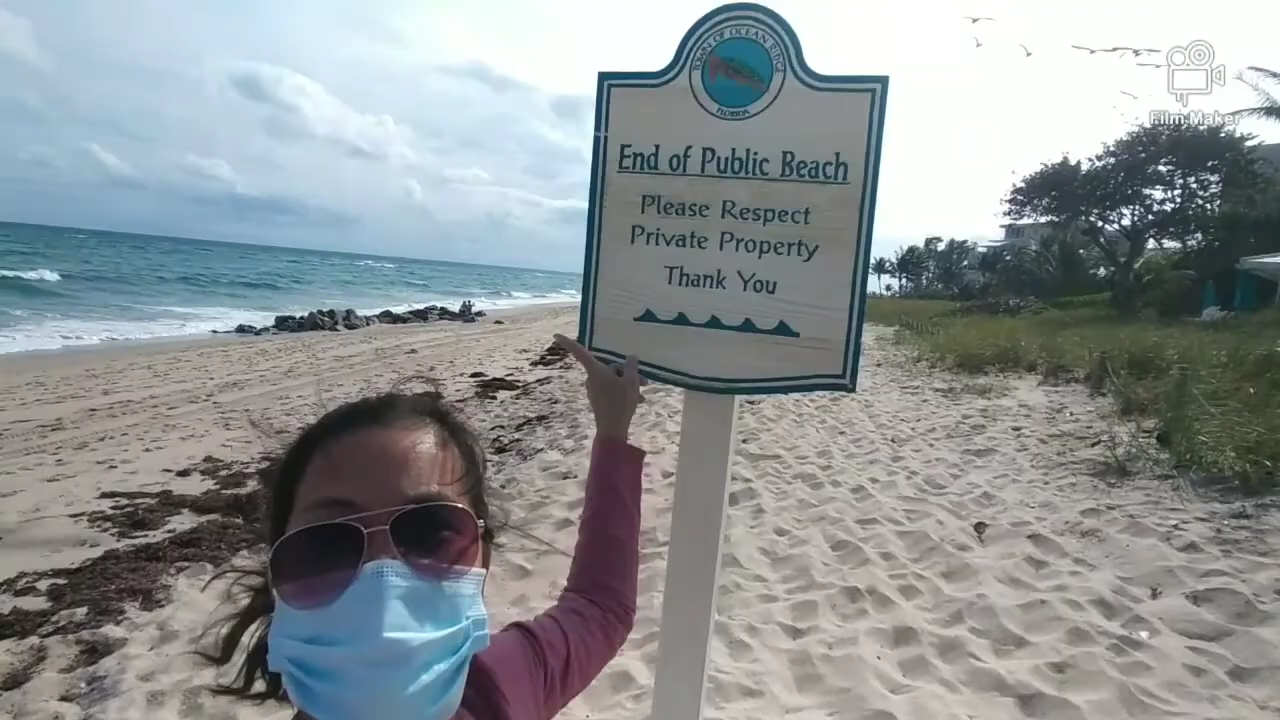 TOWN OF OCEAN RIDGE
FLORIDA
End of Public Beach
Please Respect
Private Property
Thank You
Film Maker